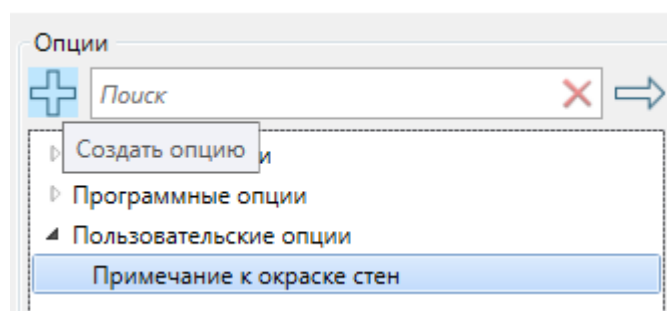 Опции
Поиск
Создать опцию
и
Программные опции
Пользовательские опции
Примечание к окраске стен